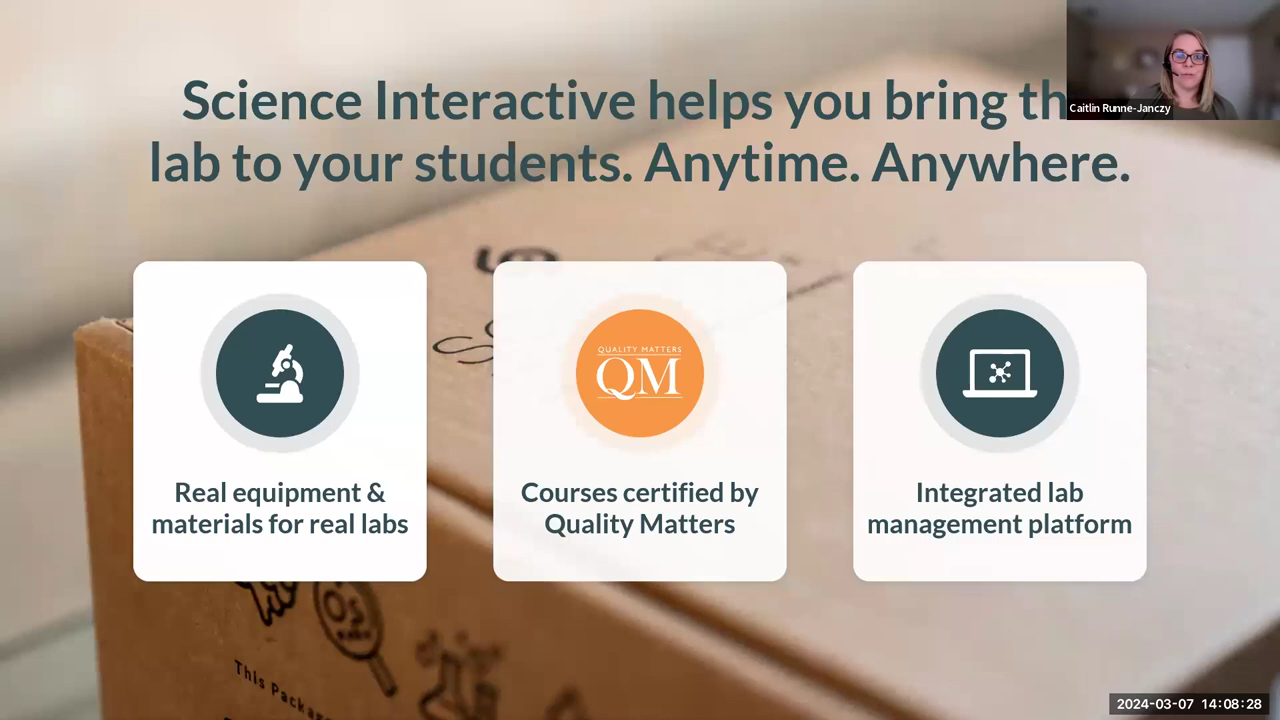 Science Interactive helps you bring th
lab to your students. Anytime. Anywhere.
Caitlin Runne-Janczy
QUALITY MATTERS
QM
Real equipment &
materials for real labs
Courses certified by
Quality Matters
Integrated lab
management platform
This Package
2024-03-07 14:08:28